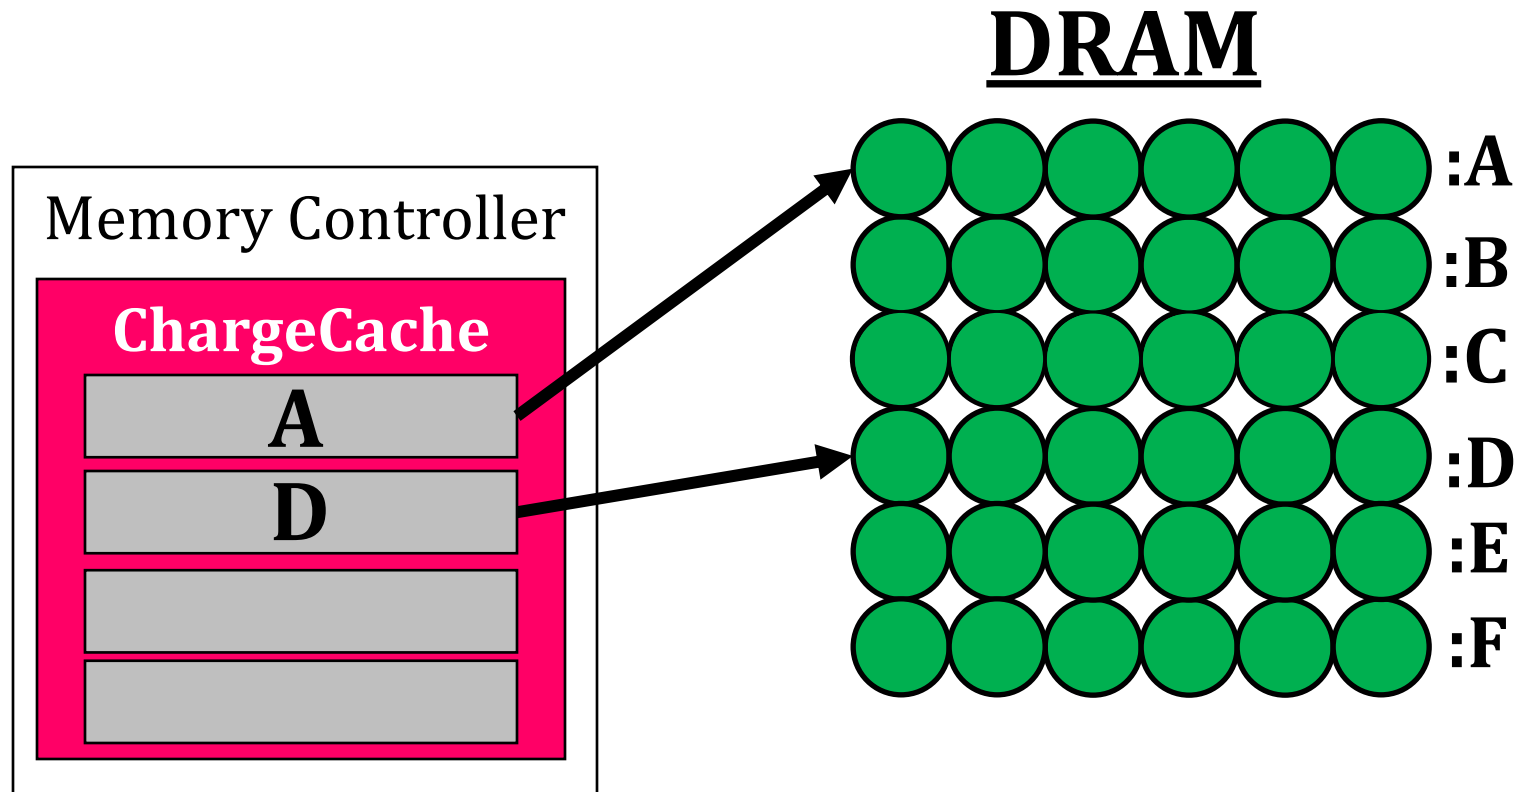 DRAM
Memory Controller
ChargeCache
A
D
:A
:B
:C
:D
:E
:F